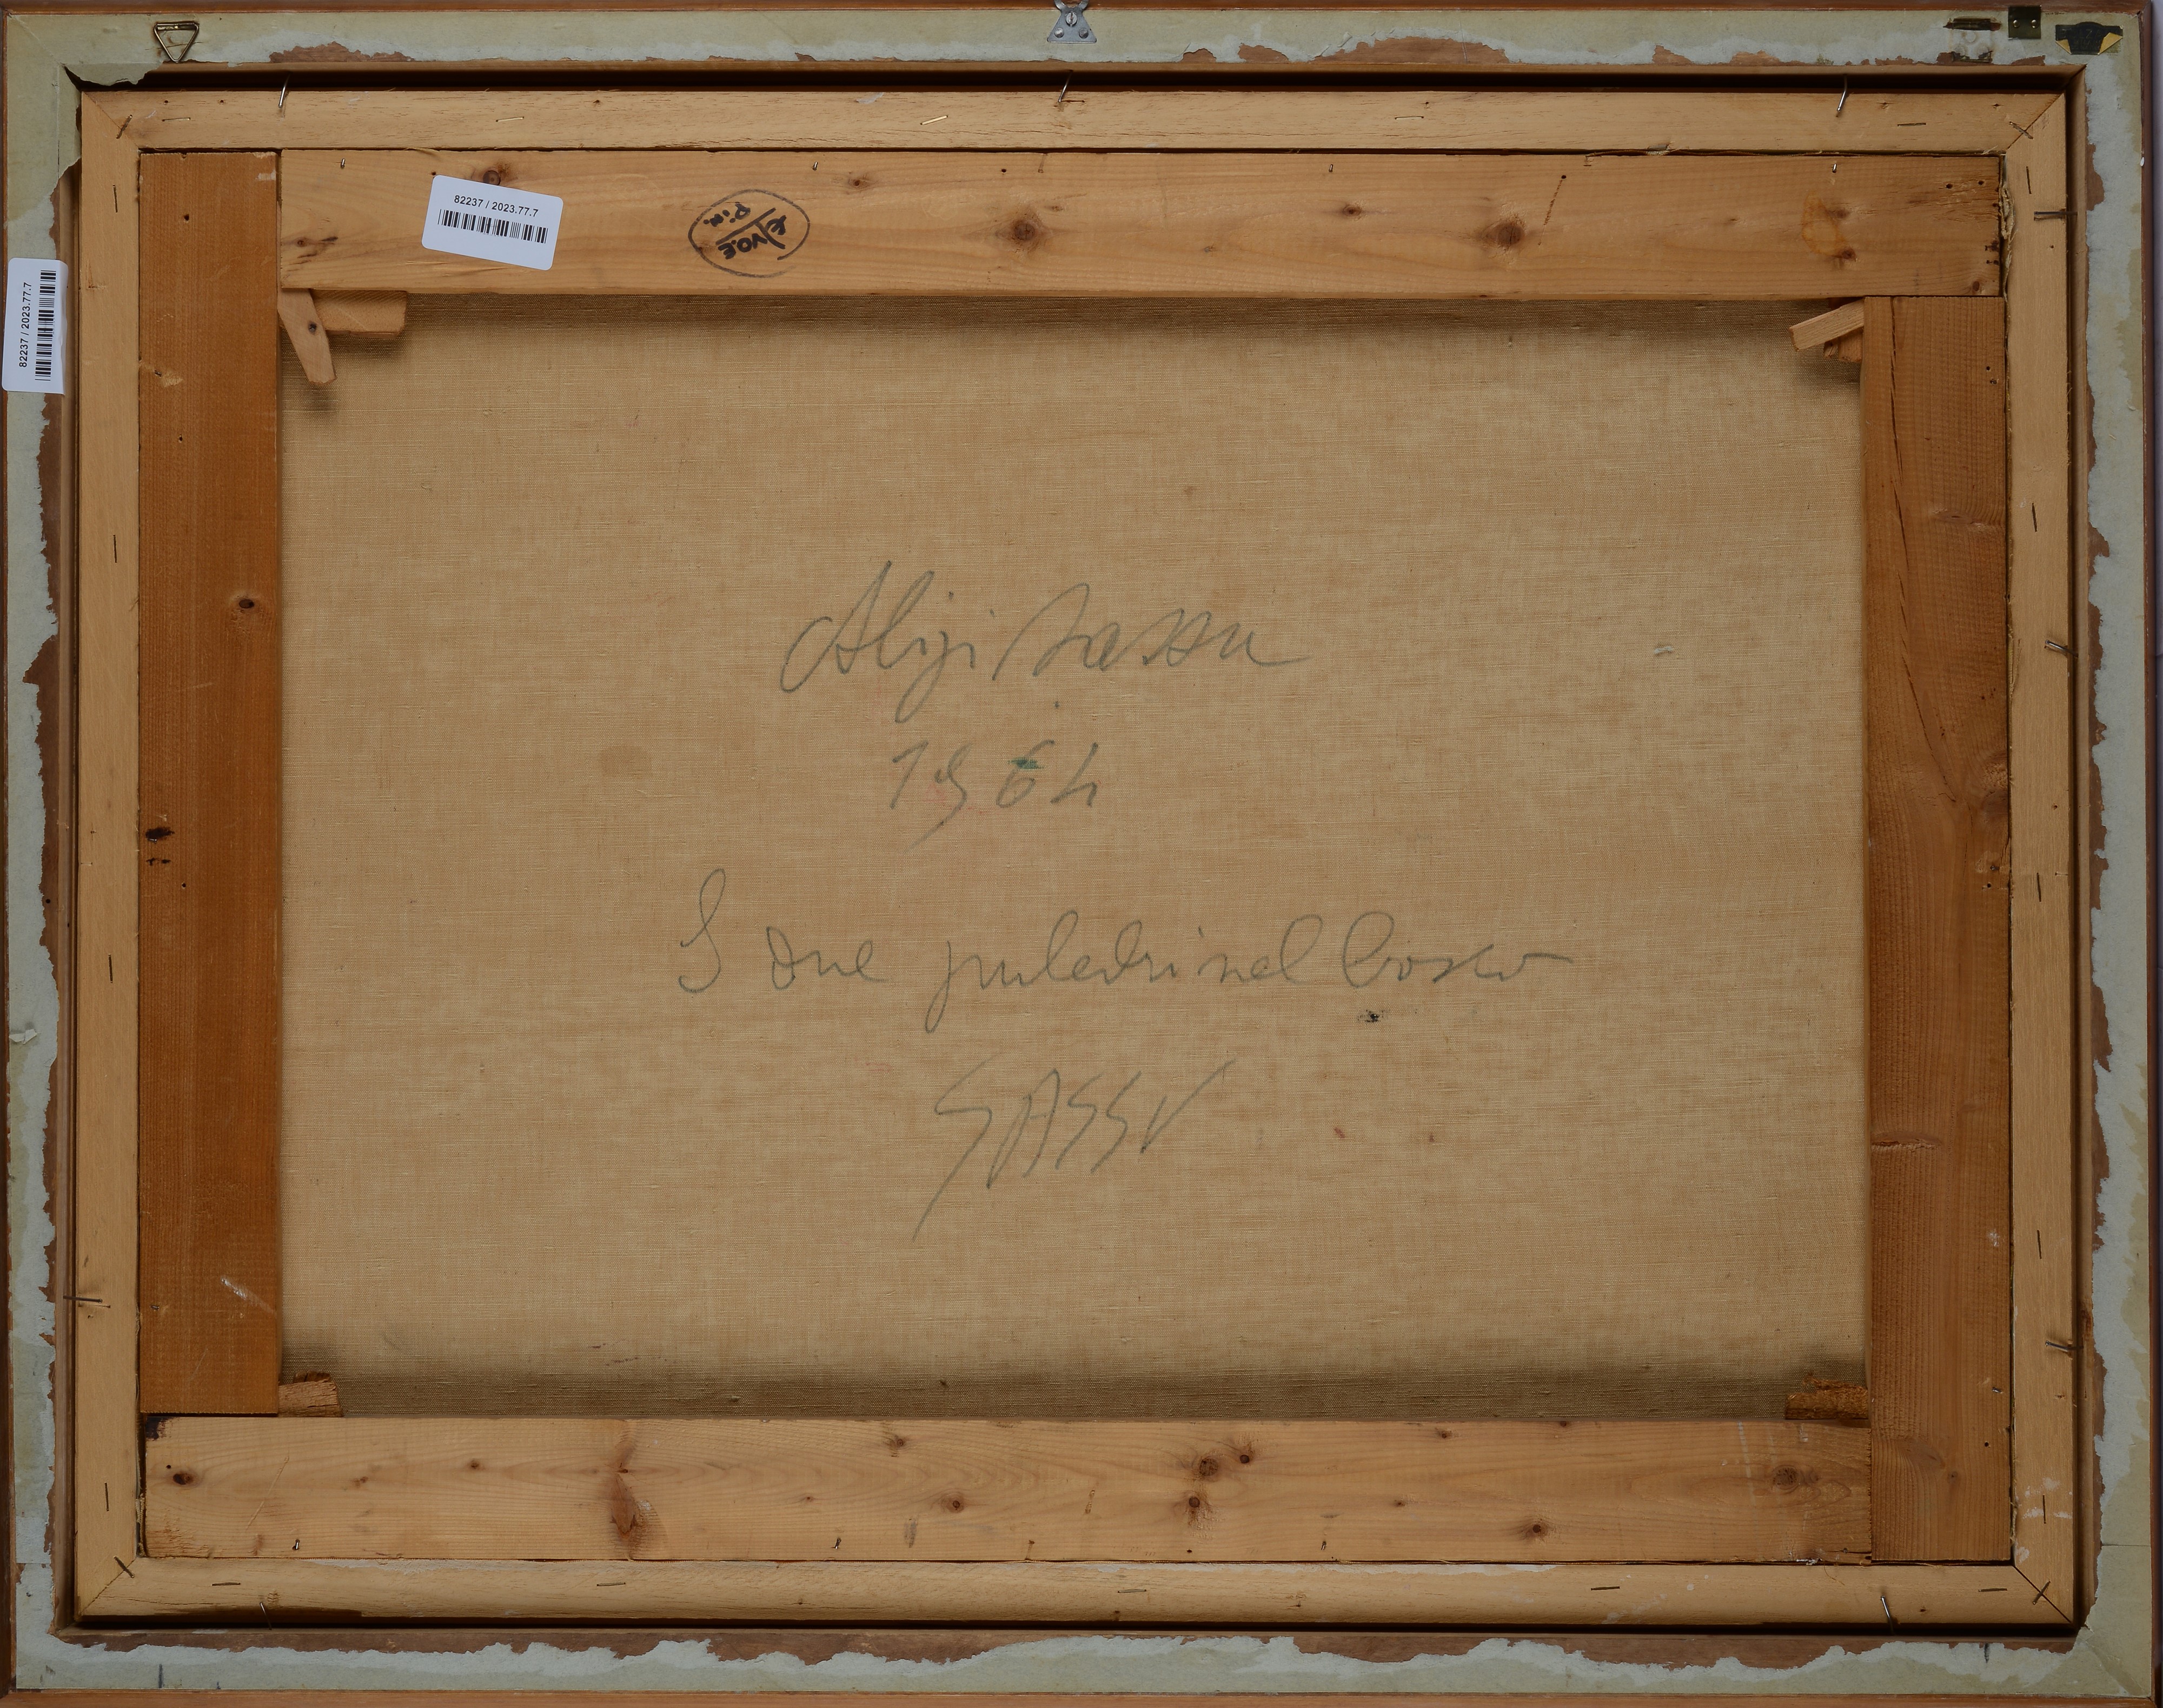 82237 / 2023.77.7
82237 / 2023.77.7
Aligi Sassu
1964
I due puledri nel bosco
SASSU